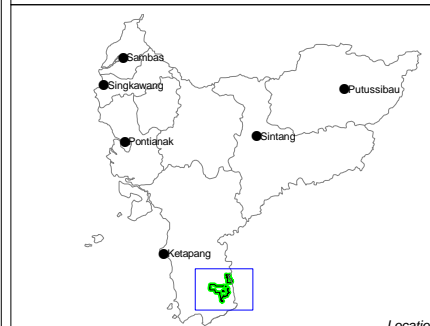 Sambas
Singkawang
Putussibau
Sintang
Pontianak
Ketapang
Locatio